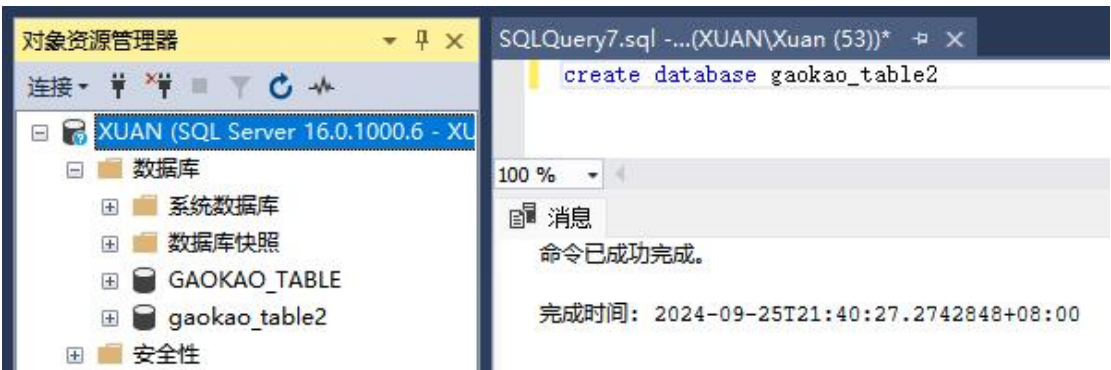 对象资源管理器
连接
XUAN (SQL Server 16.0.1000.6 - XU
数据库
系统数据库
数据库快照
GAOKAO_TABLE
gaokao_table2
安全性
SQLQuery7.sql -...(XUAN\Xuan (53))*
create database gaokao_table2
100 %
消息
命令已成功完成。
完成时间: 2024-09-25T21:40:27.2742848+08:00